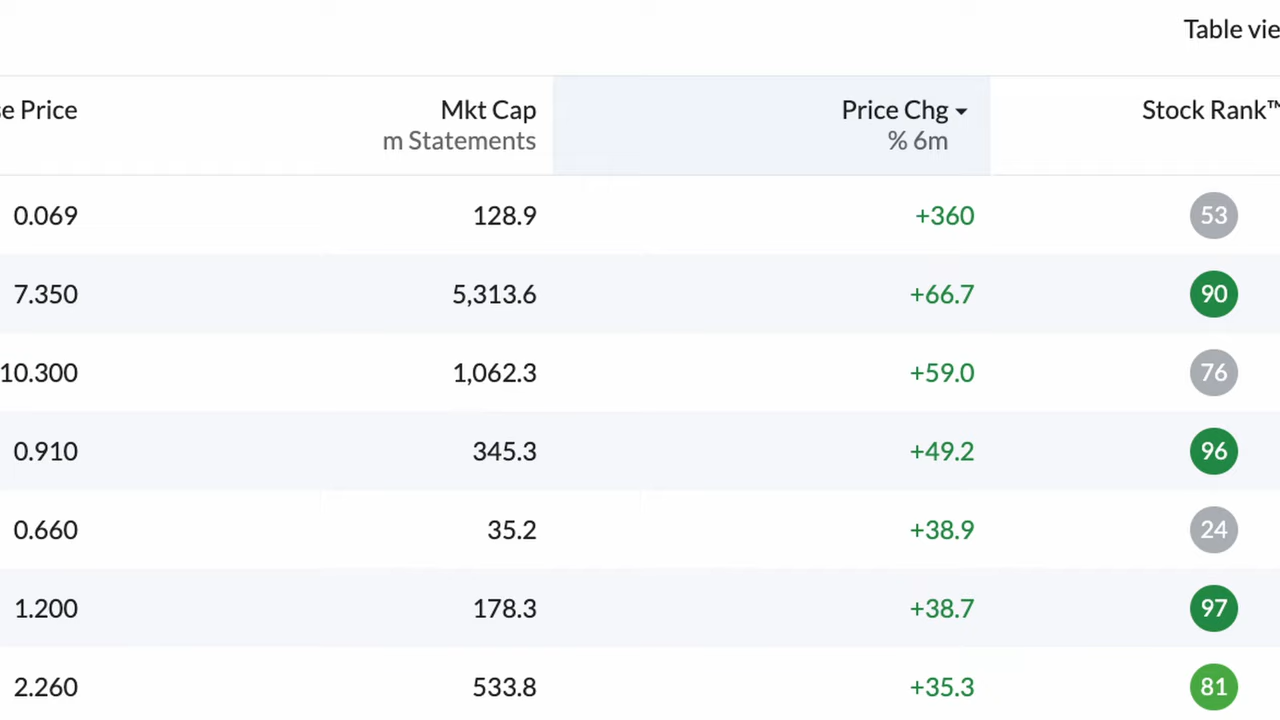 Table vie
se Price Mkt Cap Price Chg Stock Rank™
m Statements % 6m
0.069 128.9 +360 53
7.350 5,313.6 +66.7 90
10.300 1,062.3 +59.0 76
0.910 345.3 +49.2 96
0.660 35.2 +38.9 24
1.200 178.3 +38.7 97
2.260 533.8 +35.3 81